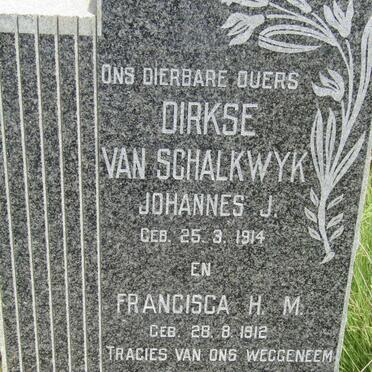 ONS DIERBARE OUERS
DIRKSE
VAN SCHALKWYK
JOHANNES J.
GEB. 25. 3. 1914
EN
FRANCISCA H. M.
GEB. 28. 8. 1912
TRAGIES VAN ONS WEGGENEEM